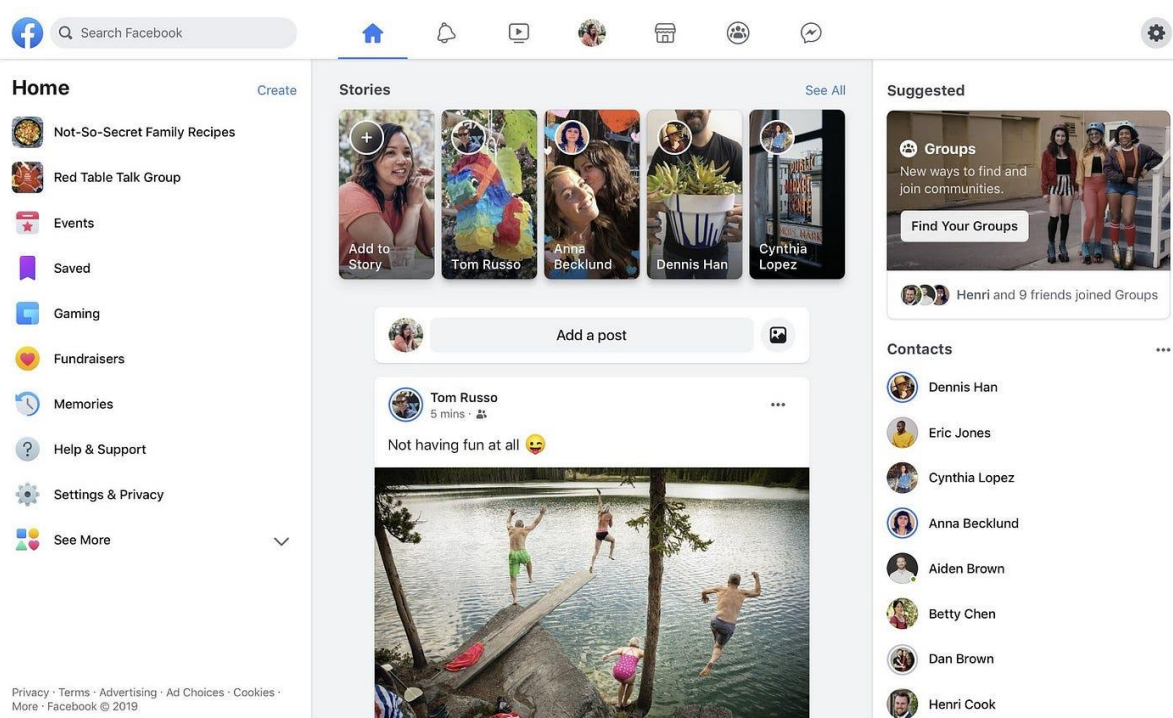 Search Facebook
Home
Create
Not-So-Secret Family Recipes
Red Table Talk Group
Events
Saved
Gaming
Fundraisers
Memories
Help & Support
Settings & Privacy
See More
Privacy · Terms · Advertising · Ad Choices · Cookies ·
More · Facebook © 2019
Stories
See All
Add to
Story
Tom Russo
Anna
Becklund
Dennis Han
Cynthia
Lopez
Add a post
Tom Russo
5 mins ·
Not having fun at all 😜
Suggested
Groups
New ways to find and
join communities.
Find Your Groups
Henri and 9 friends joined Groups
Contacts
Dennis Han
Eric Jones
Cynthia Lopez
Anna Becklund
Aiden Brown
Betty Chen
Dan Brown
Henri Cook